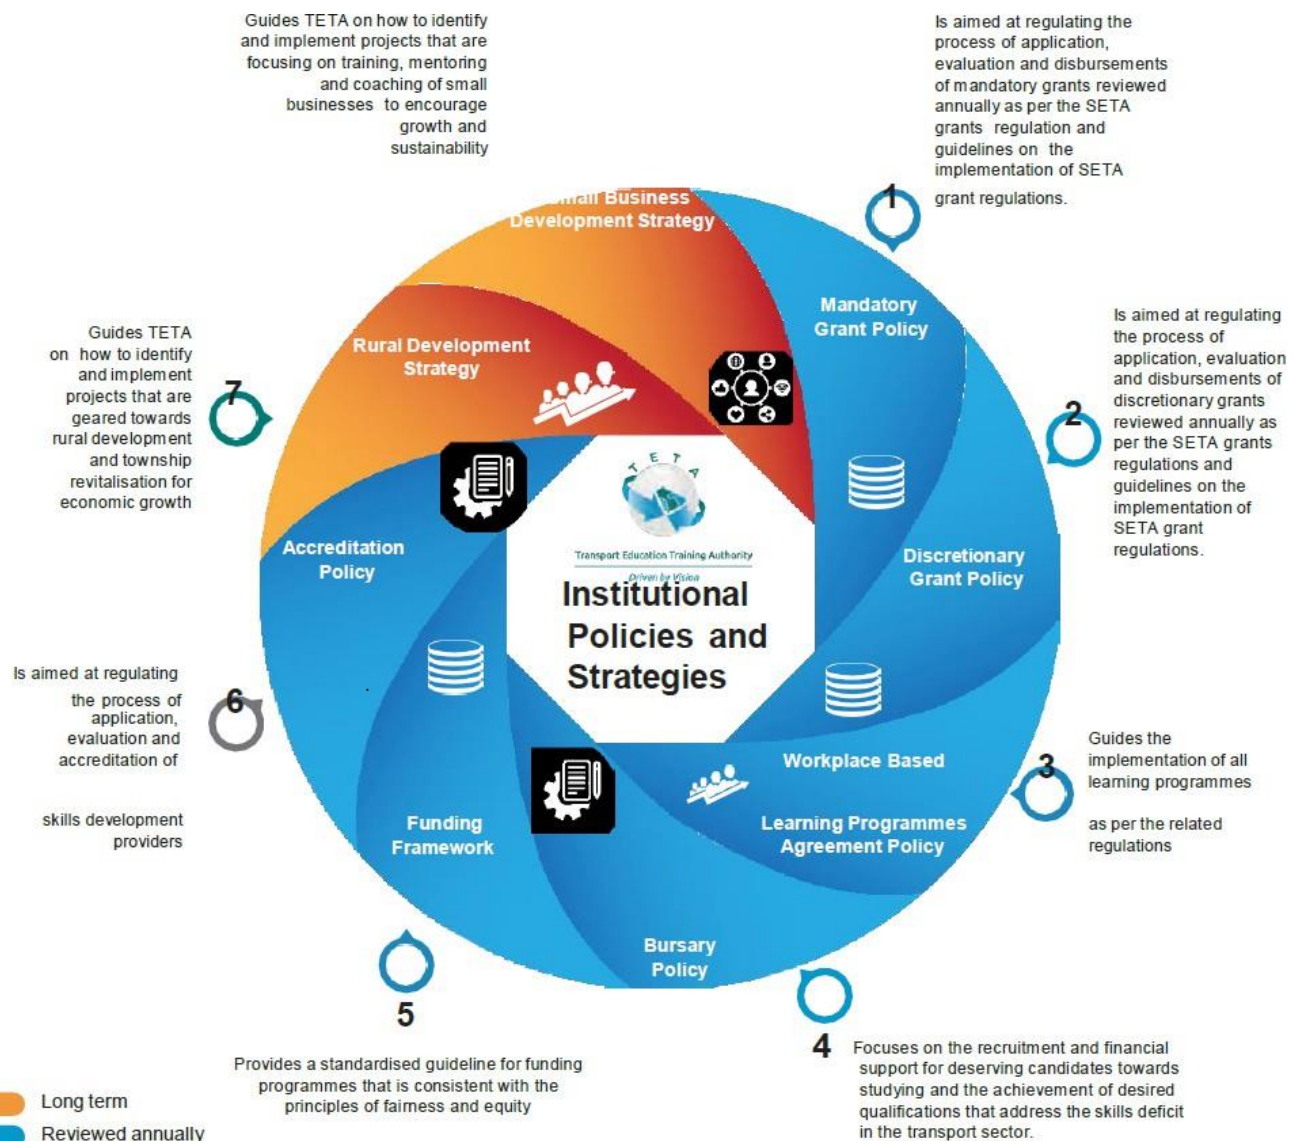 Guides TETA on how to identify
and implement projects that are
focusing on training, mentoring
and coaching of small
businesses to encourage
growth and
sustainability
Is aimed at regulating the
process of application,
evaluation and disbursements
of mandatory grants reviewed
annually as per the SETA
grants regulation and
guidelines on the
implementation of SETA
grant regulations.
1
Small Business
Development Strategy
Mandatory
Grant Policy
Is aimed at regulating
the process of
application, evaluation
and disbursements of
discretionary grants
reviewed annually as
per the SETA grants
regulations and
guidelines on the
implementation of
SETA grant
regulations.
2
Discretionary
Grant Policy
Guides TETA
on how to identify
and implement
projects that are
geared towards
rural development
and township
revitalisation for
economic growth
7
Rural Development
Strategy
Accreditation
Policy
TETA
Transport Education Training Authority
Driven by Vision
Institutional
Policies and
Strategies
Is aimed at regulating
the process of
application,
evaluation and
accreditation of
skills development
providers
6
Funding
Framework
Workplace Based
Learning Programmes
Agreement Policy
3
Guides the
implementation of all
learning programmes
as per the related
regulations
Bursary
Policy
5
Provides a standardised guideline for funding
programmes that is consistent with the
principles of fairness and equity
4
Focuses on the recruitment and financial
support for deserving candidates towards
studying and the achievement of desired
qualifications that address the skills deficit
in the transport sector.
Long term
Reviewed annually